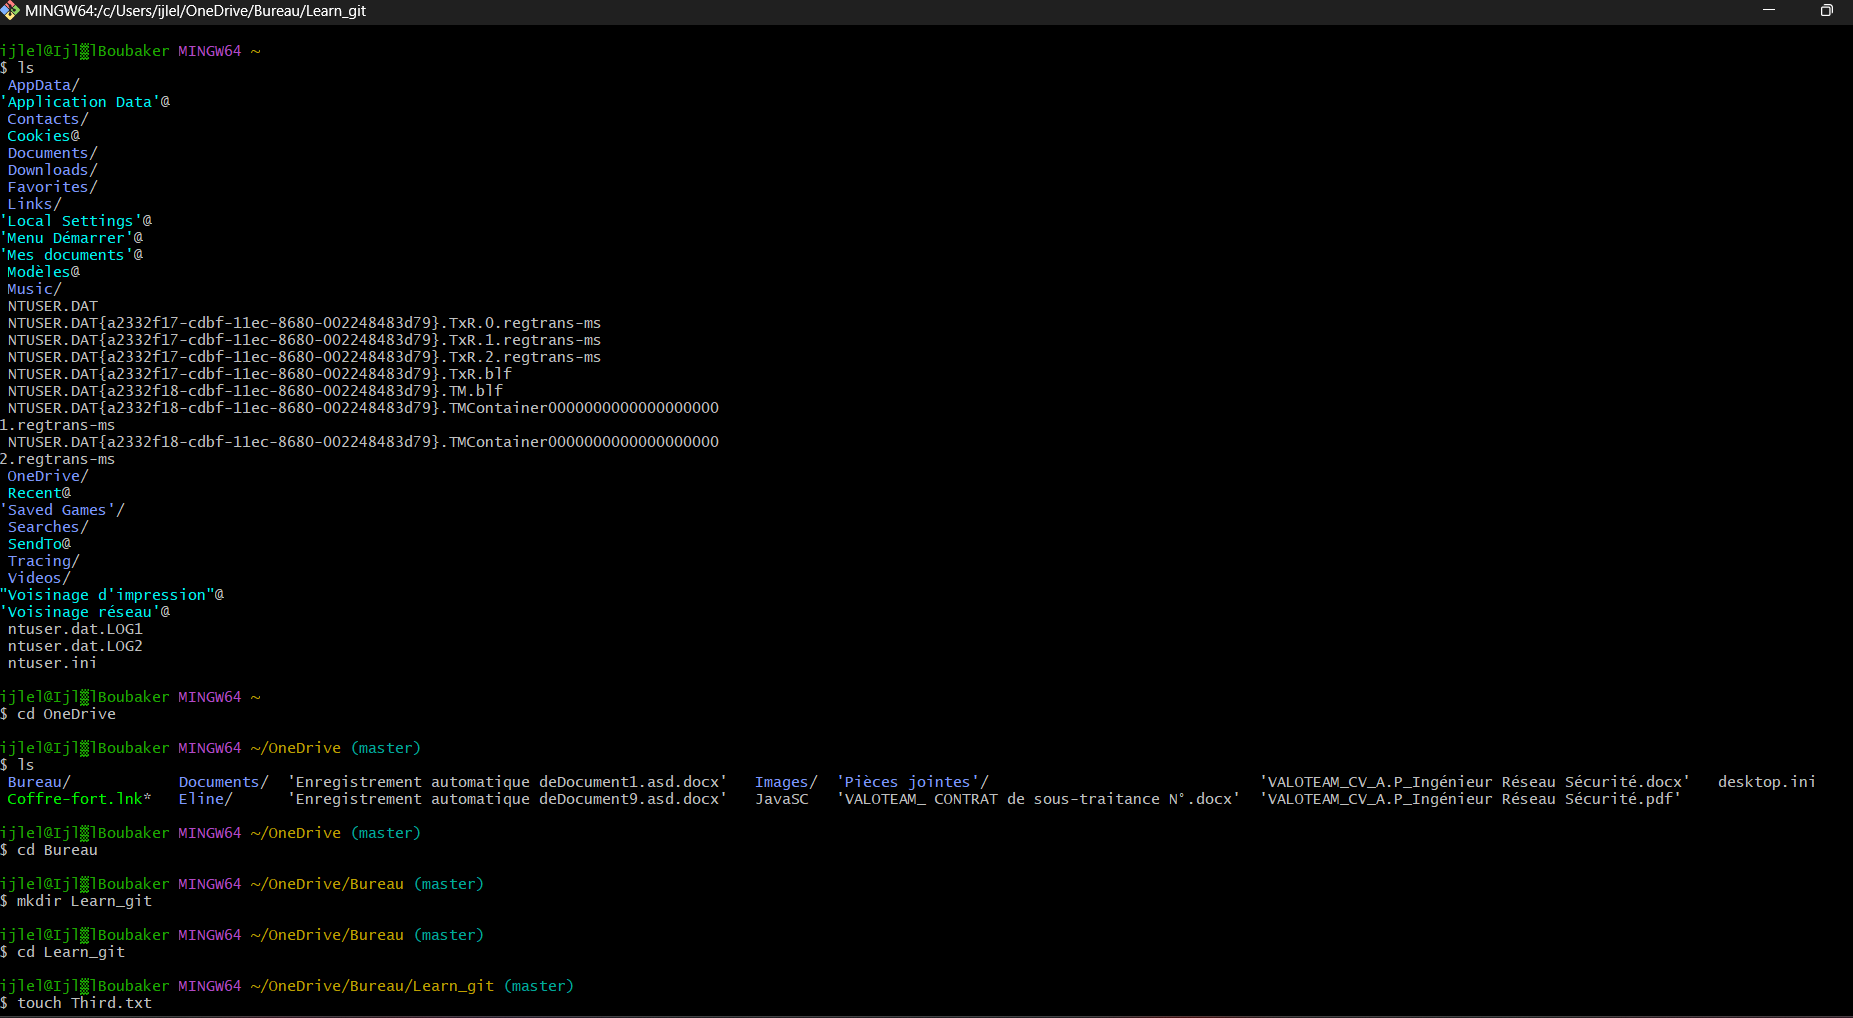 MINGW64:/c/Users/ijlel/OneDrive/Bureau/Learn_git
ijlel@Ijl▒lBoubaker MINGW64 ~
$ ls
AppData/
'Application Data'@
Contacts/
Cookies@
Documents/
Downloads/
Favorites/
Links/
'Local Settings'@
'Menu Démarrer'@
'Mes documents'@
Modèles@
Music/
NTUSER.DAT
NTUSER.DAT{a2332f17-cdbf-11ec-8680-002248483d79}.TxR.0.regtrans-ms
NTUSER.DAT{a2332f17-cdbf-11ec-8680-002248483d79}.TxR.1.regtrans-ms
NTUSER.DAT{a2332f17-cdbf-11ec-8680-002248483d79}.TxR.2.regtrans-ms
NTUSER.DAT{a2332f17-cdbf-11ec-8680-002248483d79}.TxR.blf
NTUSER.DAT{a2332f18-cdbf-11ec-8680-002248483d79}.TM.blf
NTUSER.DAT{a2332f18-cdbf-11ec-8680-002248483d79}.TMContainer0000000000000000000
1.regtrans-ms
NTUSER.DAT{a2332f18-cdbf-11ec-8680-002248483d79}.TMContainer0000000000000000000
2.regtrans-ms
OneDrive/
Recent@
'Saved Games'/
Searches/
SendTo@
Tracing/
Videos/
"Voisinage d'impression"@
'Voisinage réseau'@
ntuser.dat.LOG1
ntuser.dat.LOG2
ntuser.ini
ijlel@Ijl▒lBoubaker MINGW64 ~
$ cd OneDrive
ijlel@Ijl▒lBoubaker MINGW64 ~/OneDrive (master)
$ ls
Bureau/ Documents/ 'Enregistrement automatique deDocument1.asd.docx' Images/ 'Pièces jointes'/ 'VALOTEAM_CV_A.P_Ingénieur Réseau Sécurité.docx' desktop.ini
Coffre-fort.lnk* Eline/ 'Enregistrement automatique deDocument9.asd.docx' JavaSC 'VALOTEAM_ CONTRAT de sous-traitance N°.docx' 'VALOTEAM_CV_A.P_Ingénieur Réseau Sécurité.pdf'
ijlel@Ijl▒lBoubaker MINGW64 ~/OneDrive (master)
$ cd Bureau
ijlel@Ijl▒lBoubaker MINGW64 ~/OneDrive/Bureau (master)
$ mkdir Learn_git
ijlel@Ijl▒lBoubaker MINGW64 ~/OneDrive/Bureau (master)
$ cd Learn_git
ijlel@Ijl▒lBoubaker MINGW64 ~/OneDrive/Bureau/Learn_git (master)
$ touch Third.txt